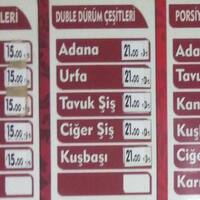 LERİ
15.00
15.00
15.00
15.00
15.00
DUBLE DÜRÜM ÇEŞİTLERİ
Adana 21.00
Urfa 21.00
Tavuk Şiş 21.00
Ciğer Şiş 21.00
Kuşbaşı 21.00
PORSİY
Ada
Tavu
Kan
Kuş
Ciğe
Karı